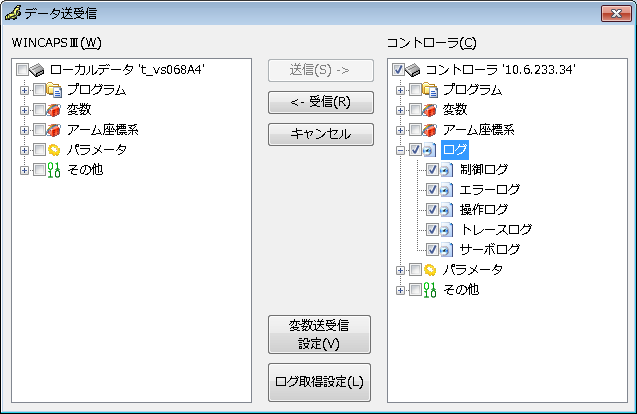 データ送受信
WINCAPSⅢ(W)
ローカルデータ 't_vs068A4'
プログラム
変数
アーム座標系
パラメータ
その他
送信(S) ->
<- 受信(R)
キャンセル
変数送受信
設定(V)
ログ取得設定(L)
コントローラ(C)
コントローラ '10.6.233.34'
プログラム
変数
アーム座標系
ログ
制御ログ
エラーログ
操作ログ
トレースログ
サーボログ
パラメータ
その他